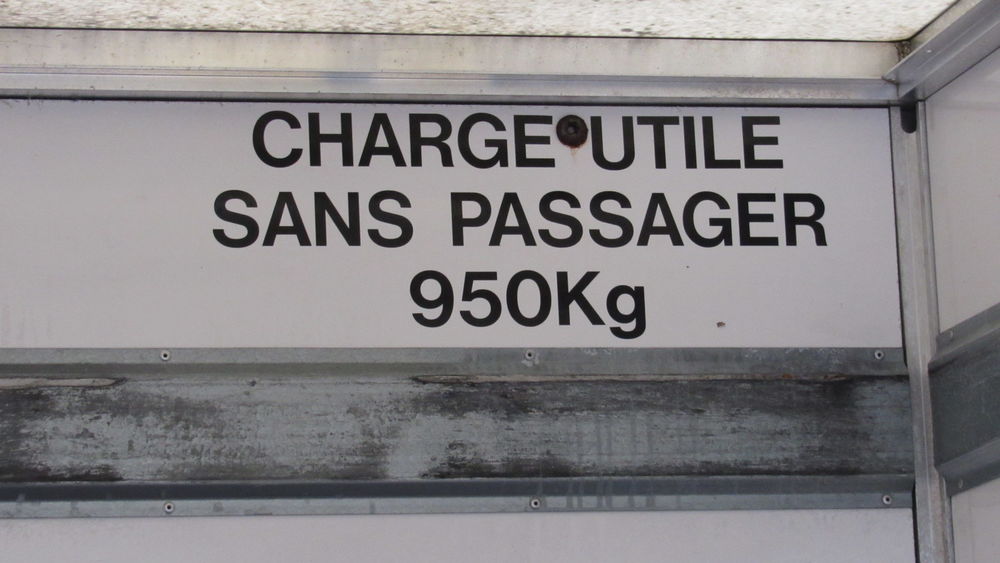 CHARGE UTILE
SANS PASSAGER
950Kg